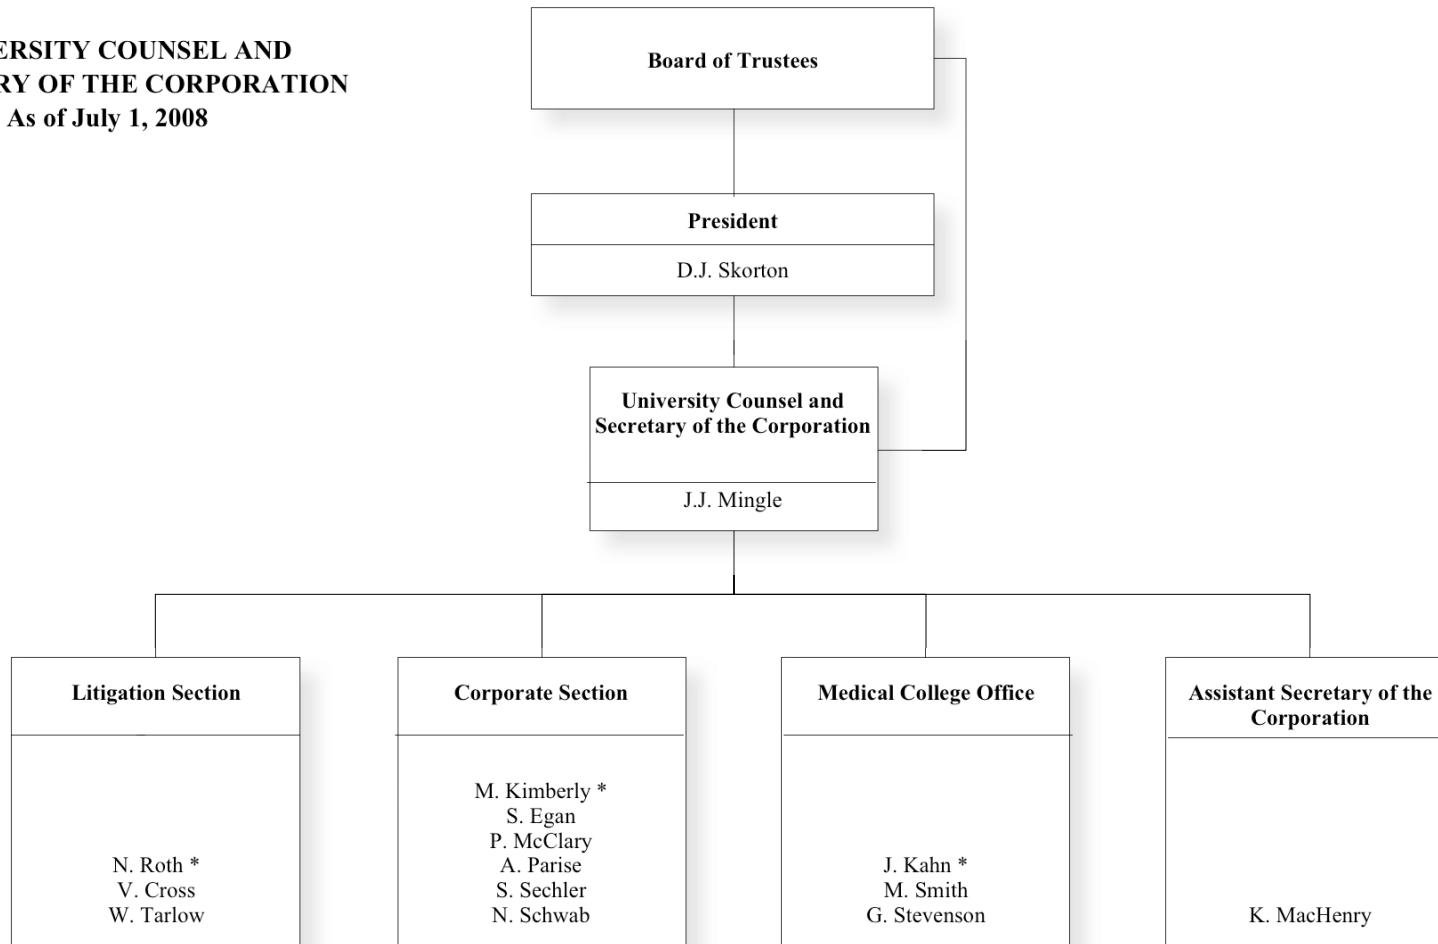 ERSITY COUNSEL AND
RY OF THE CORPORATION
As of July 1, 2008
Board of Trustees
President
D.J. Skorton
University Counsel and
Secretary of the Corporation
J.J. Mingle
Litigation Section
N. Roth *
V. Cross
W. Tarlow
Corporate Section
M. Kimberly *
S. Egan
P. McClary
A. Parise
S. Sechler
N. Schwab
Medical College Office
J. Kahn *
M. Smith
G. Stevenson
Assistant Secretary of the
Corporation
K. MacHenry